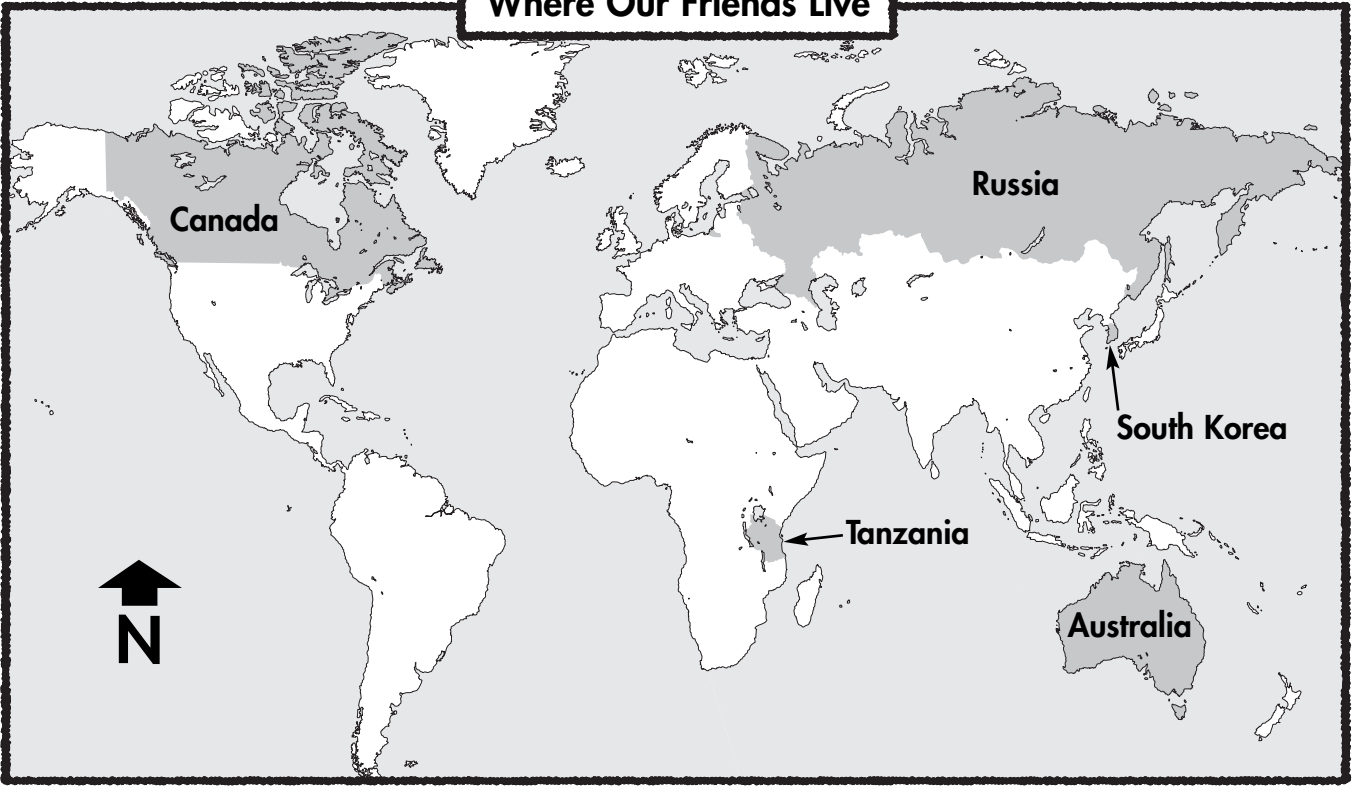 Where Our Friends Live
Russia
Canada
South Korea
Tanzania
Australia
N